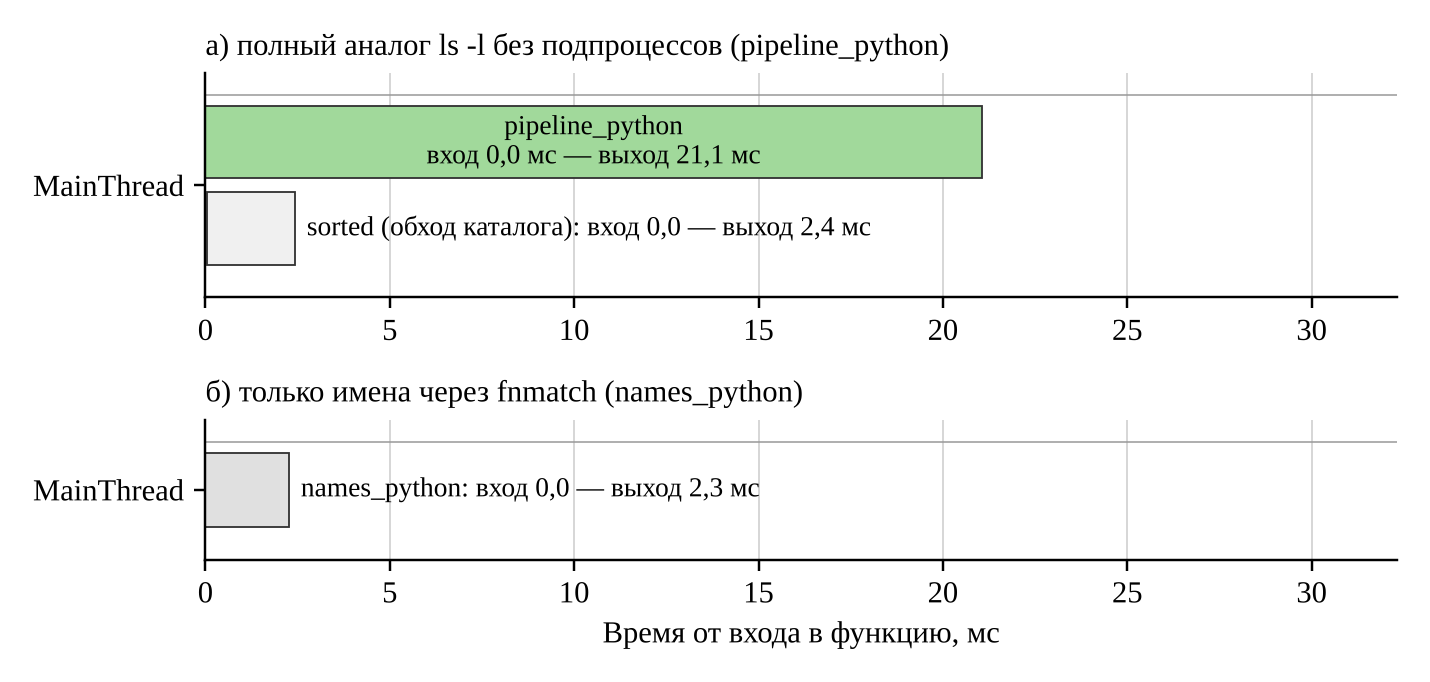 а) полный аналог ls -l без подпроцессов (pipeline_python)
pipeline_python
вход 0,0 мс — выход 21,1 мс
MainThread
sorted (обход каталога): вход 0,0 — выход 2,4 мс
0 5 10 15 20 25 30
б) только имена через fnmatch (names_python)
MainThread
names_python: вход 0,0 — выход 2,3 мс
0 5 10 15 20 25 30
Время от входа в функцию, мс